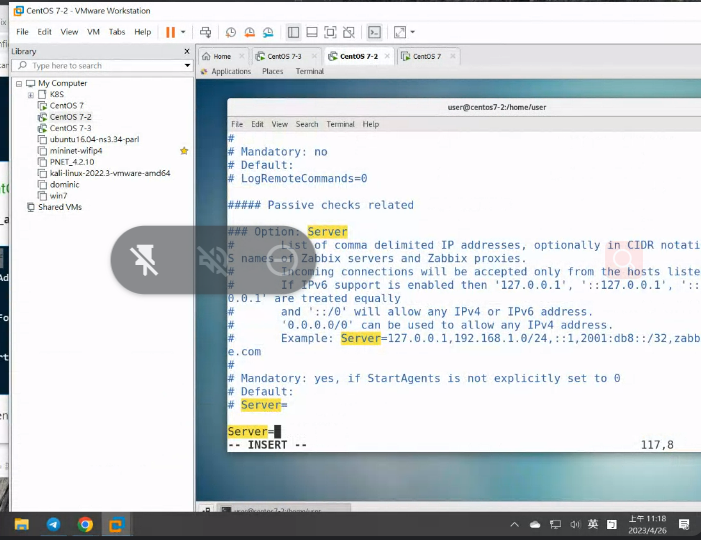 CentOS 7-2 - VMware Workstation
File Edit View VM Tabs Help
Library
Type here to search
My Computer
K8S
CentOS 7
CentOS 7-2
CentOS 7-3
ubuntu16.04-ns3.34-parl
mininet-wifip4
PNET_4.2.10
kali-linux-2022.3-vmware-amd64
dominic
win7
Shared VMs
Home CentOS 7-3 CentOS 7-2 CentOS 7
Applications Places Terminal
user@centos7-2:/home/user
File Edit View Search Terminal Help
#
# Mandatory: no
# Default:
# LogRemoteCommands=0
##### Passive checks related
### Option: Server
# List of comma delimited IP addresses, optionally in CIDR notati
S names of Zabbix servers and Zabbix proxies.
# Incoming connections will be accepted only from the hosts liste
# If IPv6 support is enabled then '127.0.0.1', '::127.0.0.1', '::
0.0.1' are treated equally
# and '::/0' will allow any IPv4 or IPv6 address.
# '0.0.0.0/0' can be used to allow any IPv4 address.
# Example: Server=127.0.0.1,192.168.1.0/24,::1,2001:db8::/32,zabb
e.com
#
# Mandatory: yes, if StartAgents is not explicitly set to 0
# Default:
# Server=
Server=
-- INSERT -- 117,8
英
上午 11:18
2023/4/26